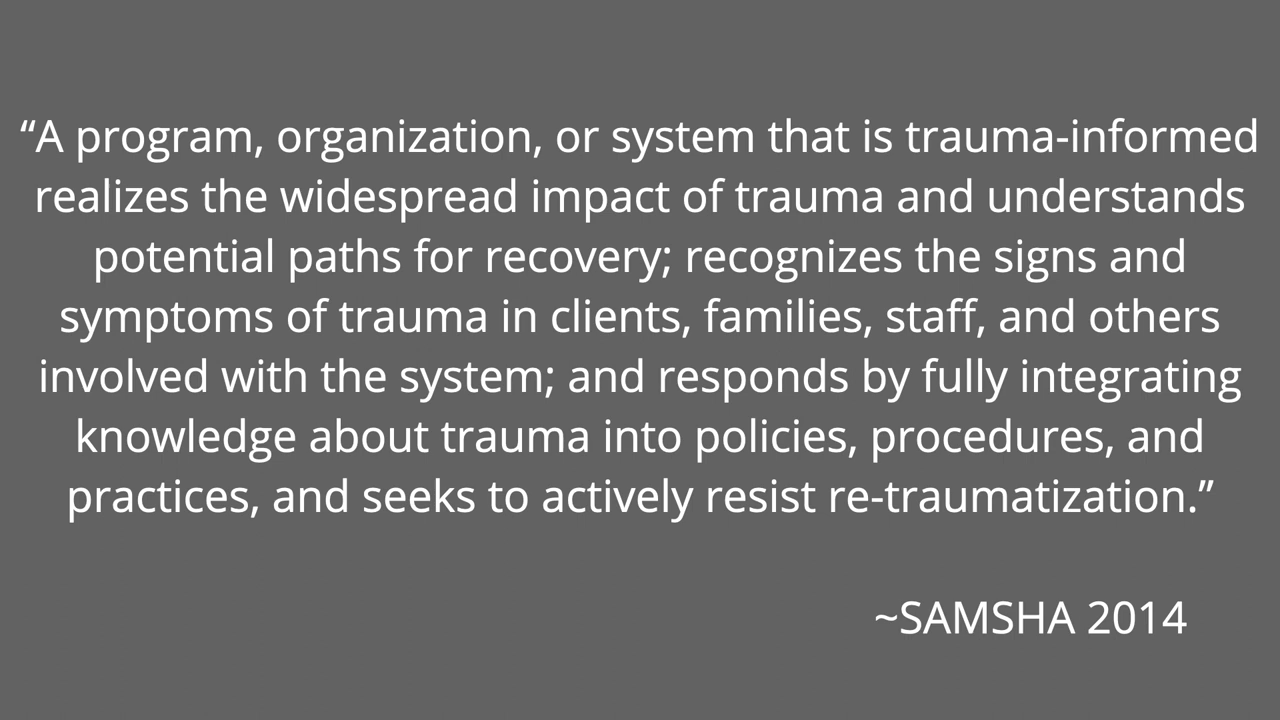 “A program, organization, or system that is trauma-informed
realizes the widespread impact of trauma and understands
potential paths for recovery; recognizes the signs and
symptoms of trauma in clients, families, staff, and others
involved with the system; and responds by fully integrating
knowledge about trauma into policies, procedures, and
practices, and seeks to actively resist re-traumatization.”
~SAMSHA 2014